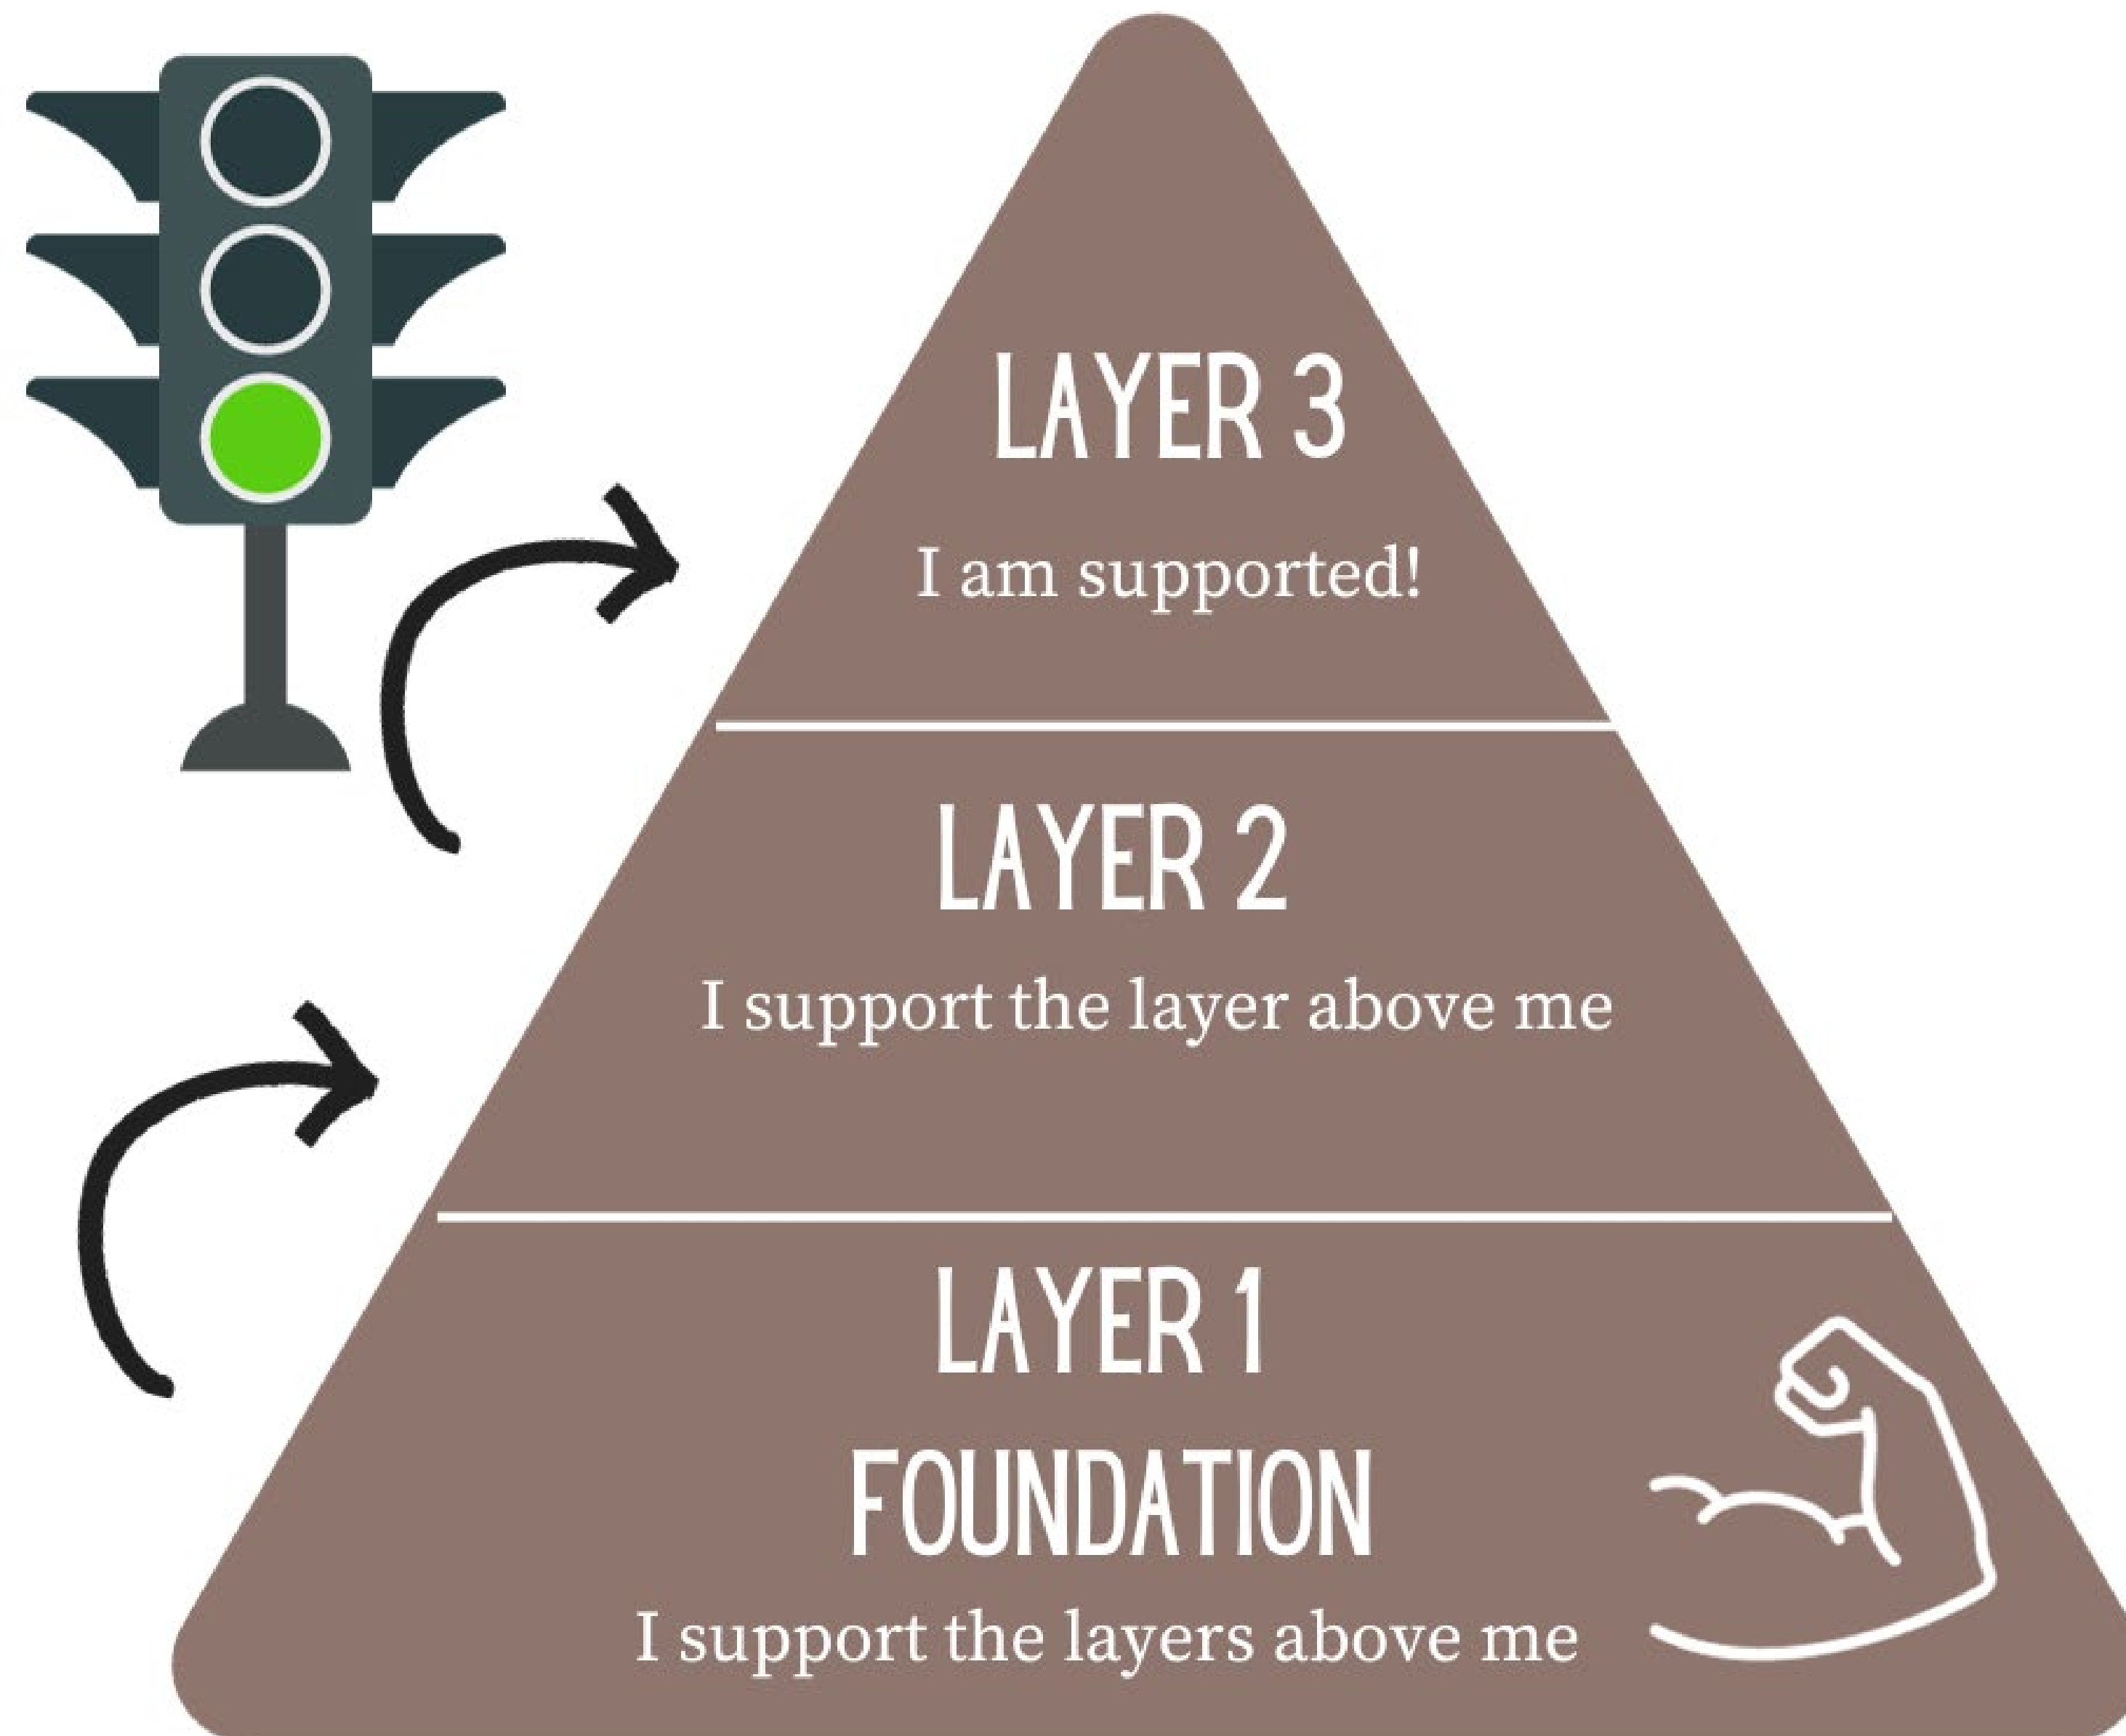 LAYER 3
I am supported!
LAYER 2
I support the layer above me
LAYER 1
FOUNDATION
I support the layers above me